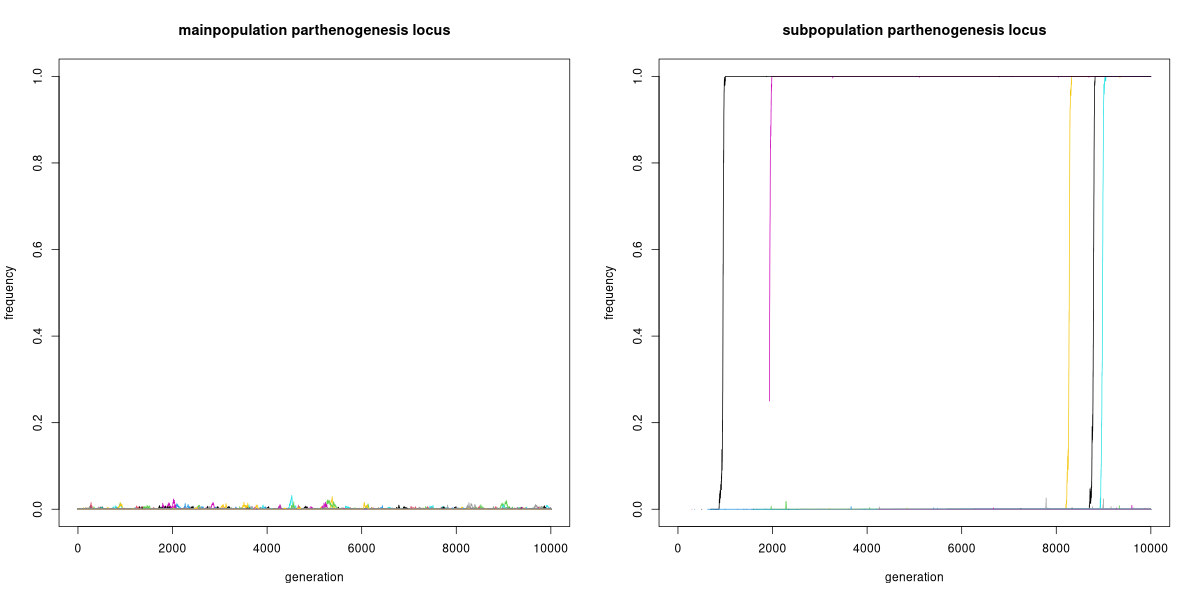 mainpopulation parthenogenesis locus
frequency
1.0
0.8
0.6
0.4
0.2
0.0
0 2000 4000 6000 8000 10000
generation
subpopulation parthenogenesis locus
frequency
1.0
0.8
0.6
0.4
0.2
0.0
0 2000 4000 6000 8000 10000
generation